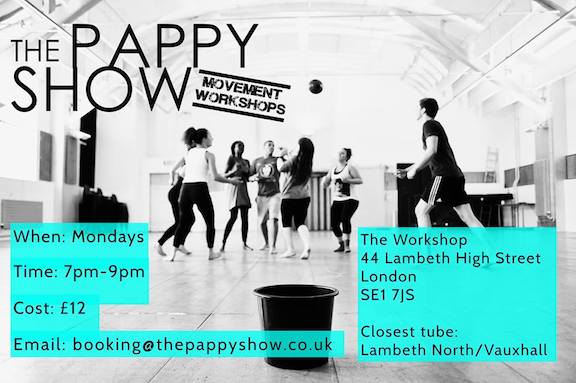 THE PAPPY
SHOW
MOVEMENT
WORKSHOPS
When: Mondays
Time: 7pm-9pm
Cost: £12
Email: booking@thepappyshow.co.uk
The Workshop
44 Lambeth High Street
London
SE1 7JS
Closest tube:
Lambeth North/Vauxhall